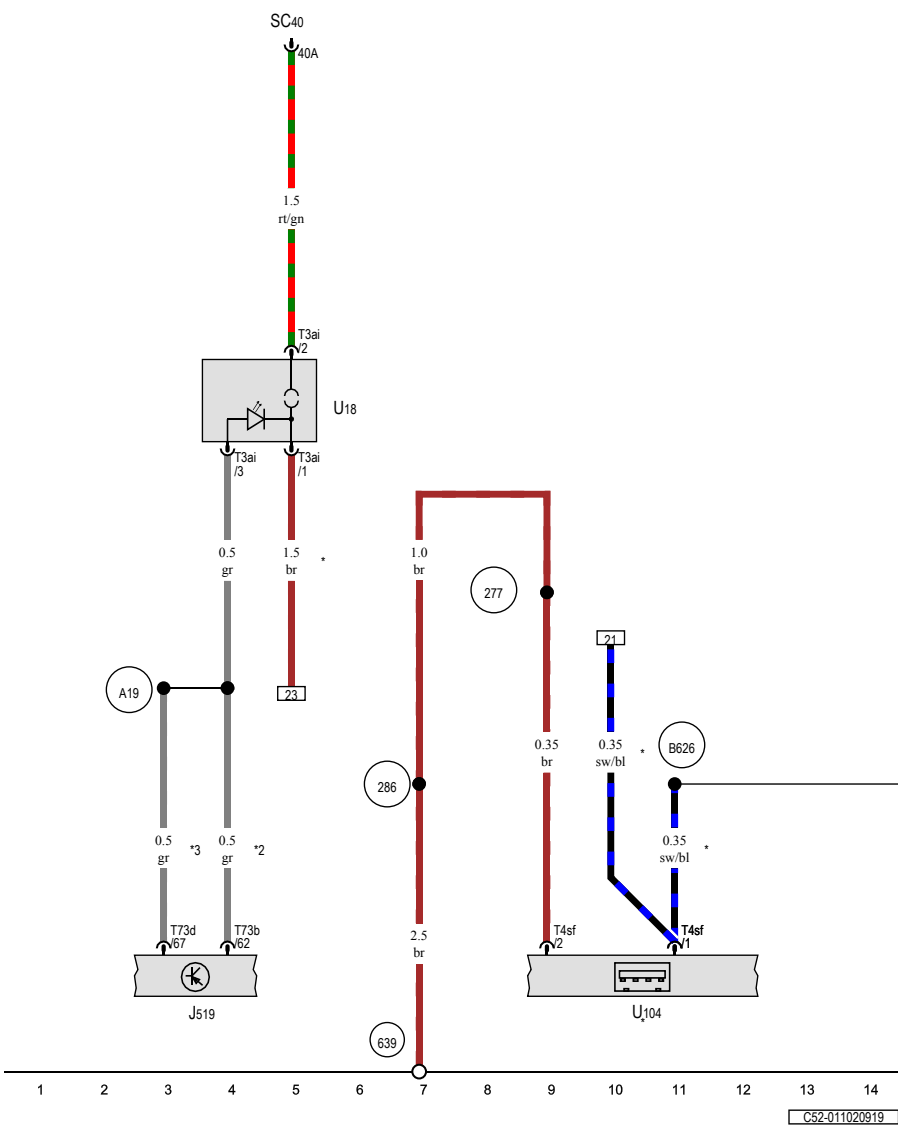 SC40
40A
1.5
rt/gn
T3ai
/2
U18
T3ai
/3
T3ai
/1
0.5
gr
1.5
br
*
1.0
br
277
21
A19
23
0.35
br
0.35
sw/bl
*
B626
286
0.5
gr
*3
0.5
gr
*2
0.35
sw/bl
*
T73d
/67
T73b
/62
2.5
br
T4sf
/2
T4sf
/1
J519
U104
*
639
1 2 3 4 5 6 7 8 9 10 11 12 13 14
C52-011020919